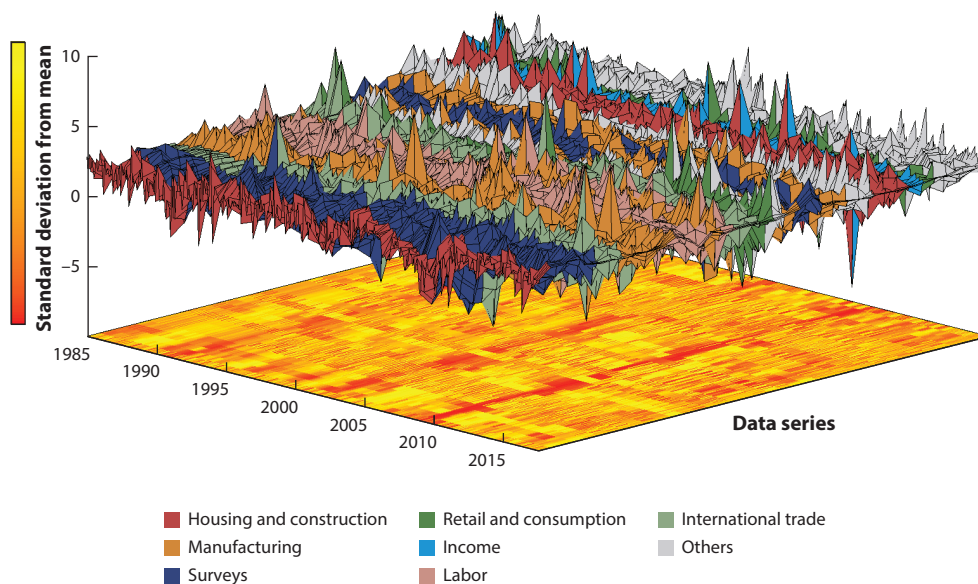 Standard deviation from mean
10
5
0
−5
1985
1990
1995
2000
2005
2010
2015
Data series
Housing and construction
Retail and consumption
International trade
Manufacturing
Income
Others
Surveys
Labor